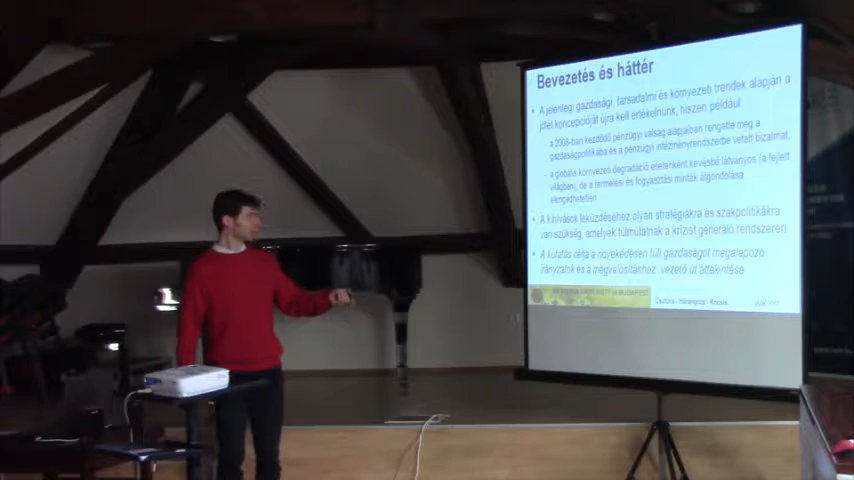 Bevezetés és háttér
A jelenlegi gazdasági, társadalmi és környezeti trendek alapján a
jólét koncepcióját újra kell értékelnünk, hiszen például
- a 2008-ban kezdődő pénzügyi válság alapjaiban rengette meg a
gazdaságpolitikába és a pénzügyi intézményrendszerbe vetett bizalmat,
- a globális környezeti degradáció esetenként kevésbé látványos (a fejlett
világban), de a termelési és fogyasztási minták átgondolása
elengedhetetlen
A kihívások leküzdéséhez olyan stratégiákra és szakpolitikákra
van szükség, amelyek túlmutatnak a krízist generáló rendszeren
A kutatás célja a növekedésen túli gazdaságot megalapozó
irányzatok és a megvalósításhoz vezető út áttekintése